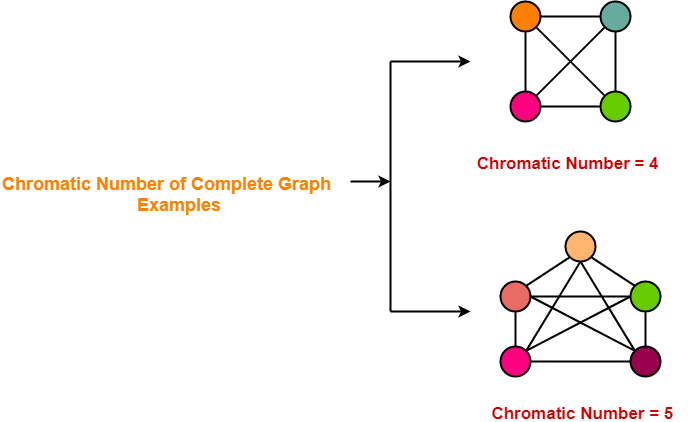 Chromatic Number of Complete Graph
Examples
Chromatic Number = 4
Chromatic Number = 5